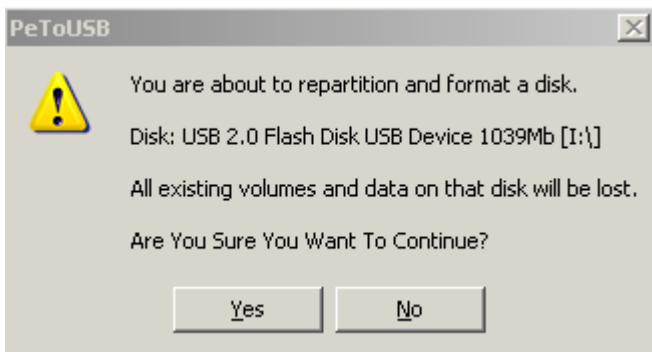 PeToUSB
You are about to repartition and format a disk.
Disk: USB 2.0 Flash Disk USB Device 1039Mb [I:\]
All existing volumes and data on that disk will be lost.
Are You Sure You Want To Continue?
Yes No